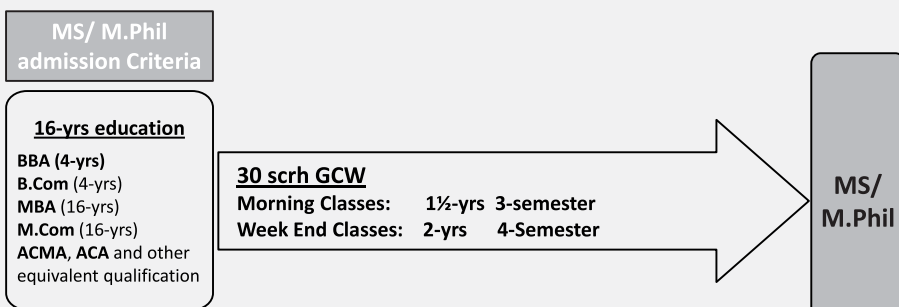 MS/ M.Phil
admission Criteria
16-yrs education
BBA (4-yrs)
B.Com (4-yrs)
MBA (16-yrs)
M.Com (16-yrs)
ACMA, ACA and other
equivalent qualification
30 scrh GCW
Morning Classes: 1½-yrs 3-semester
Week End Classes: 2-yrs 4-Semester
MS/
M.Phil